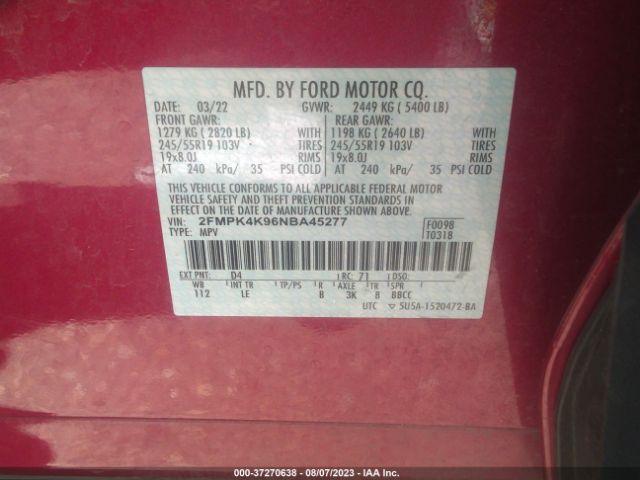 MFD. BY FORD MOTOR CO.
DATE: 03/22 GVWR: 2449 KG ( 5400 LB)
FRONT GAWR: REAR GAWR:
1279 KG ( 2820 LB) WITH 1198 KG ( 2640 LB) WITH
245/55R19 103V TIRES 245/55R19 103V TIRES
19x8.0J RIMS 19x8.0J RIMS
AT 240 kPa/ 35 PSI COLD AT 240 kPa/ 35 PSI COLD
THIS VEHICLE CONFORMS TO ALL APPLICABLE FEDERAL MOTOR
VEHICLE SAFETY AND THEFT PREVENTION STANDARDS IN
EFFECT ON THE DATE OF MANUFACTURE SHOWN ABOVE.
VIN: 2FMPK4K96NBA45277 F0098
TYPE: MPV T0318
EXT PNT: D4 RC: 71 DSO:
WB INT TR TP/PS R AXLE TR SPR
112 LE B 3K 8 BBCC
UTC ▽ SU5A-1520472-BA
000-37270638 - 08/07/2023 - IAA Inc.